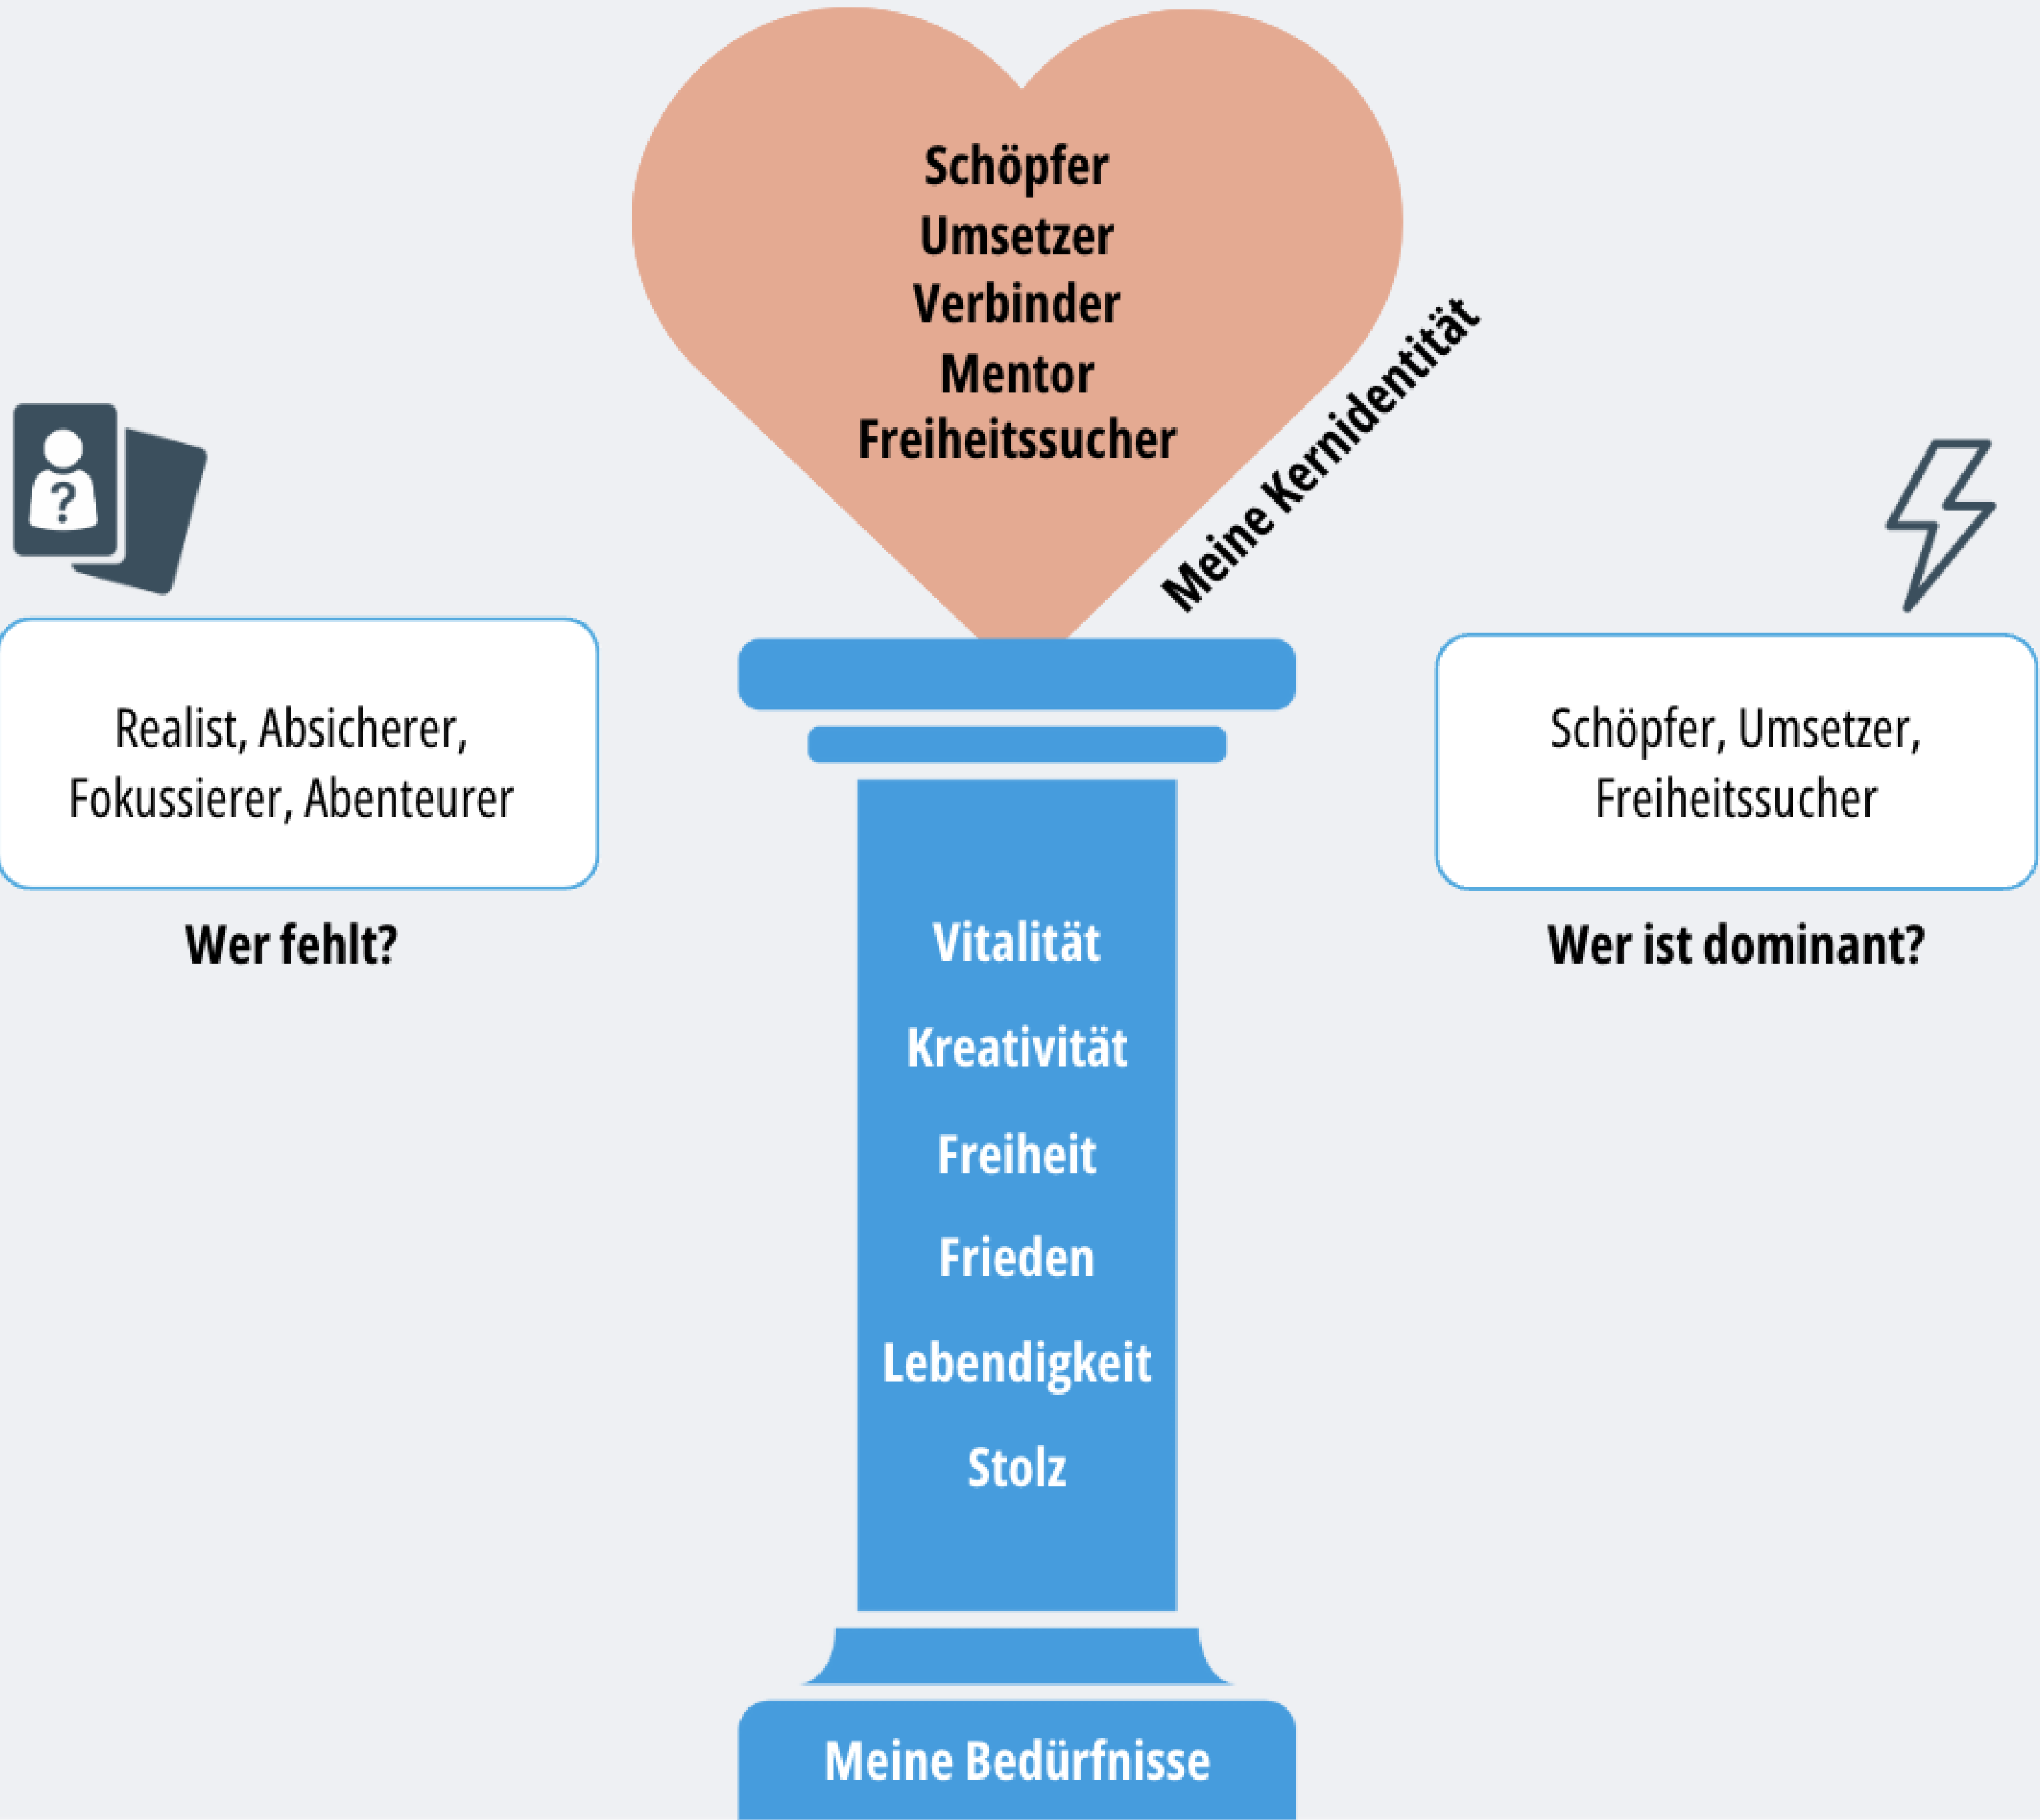 Schöpfer
Umsetzer
Verbinder
Mentor
Freiheitssucher
Meine Kernidentität
?
Realist, Absicherer,
Fokussierer, Abenteurer
Wer fehlt?
Schöpfer, Umsetzer,
Freiheitssucher
Wer ist dominant?
Vitalität
Kreativität
Freiheit
Frieden
Lebendigkeit
Stolz
Meine Bedürfnisse